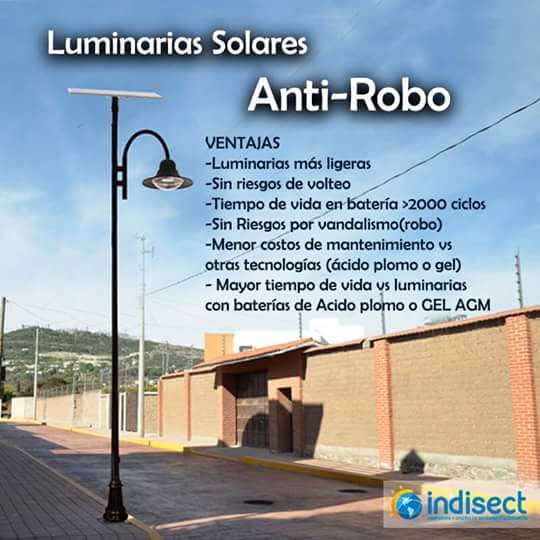 Luminarias Solares
Anti-Robo
VENTAJAS
-Luminarias más ligeras
-Sin riesgos de volteo
-Tiempo de vida en batería >2000 ciclos
-Sin Riesgos por vandalismo(robo)
-Menor costos de mantenimiento vs
otras tecnologías (ácido plomo o gel)
- Mayor tiempo de vida vs luminarias
con baterías de Acido plomo o GEL AGM
indisect